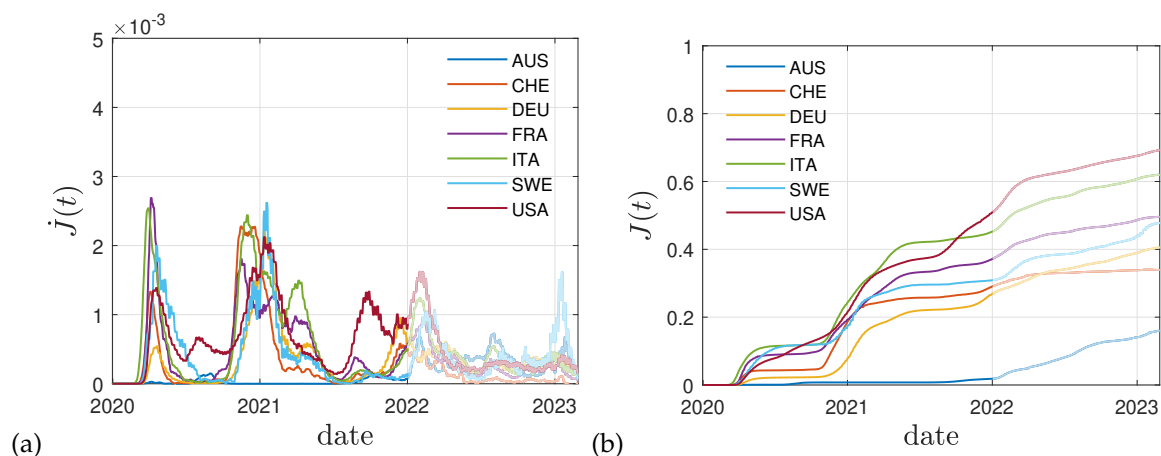 ×10⁻³
5
4
3
2
1
0
2020 2021 2022 2023
date
J̇(t)
AUS
CHE
DEU
FRA
ITA
SWE
USA
(a)
1
0.8
0.6
0.4
0.2
0
2020 2021 2022 2023
date
J(t)
AUS
CHE
DEU
FRA
ITA
SWE
USA
(b)